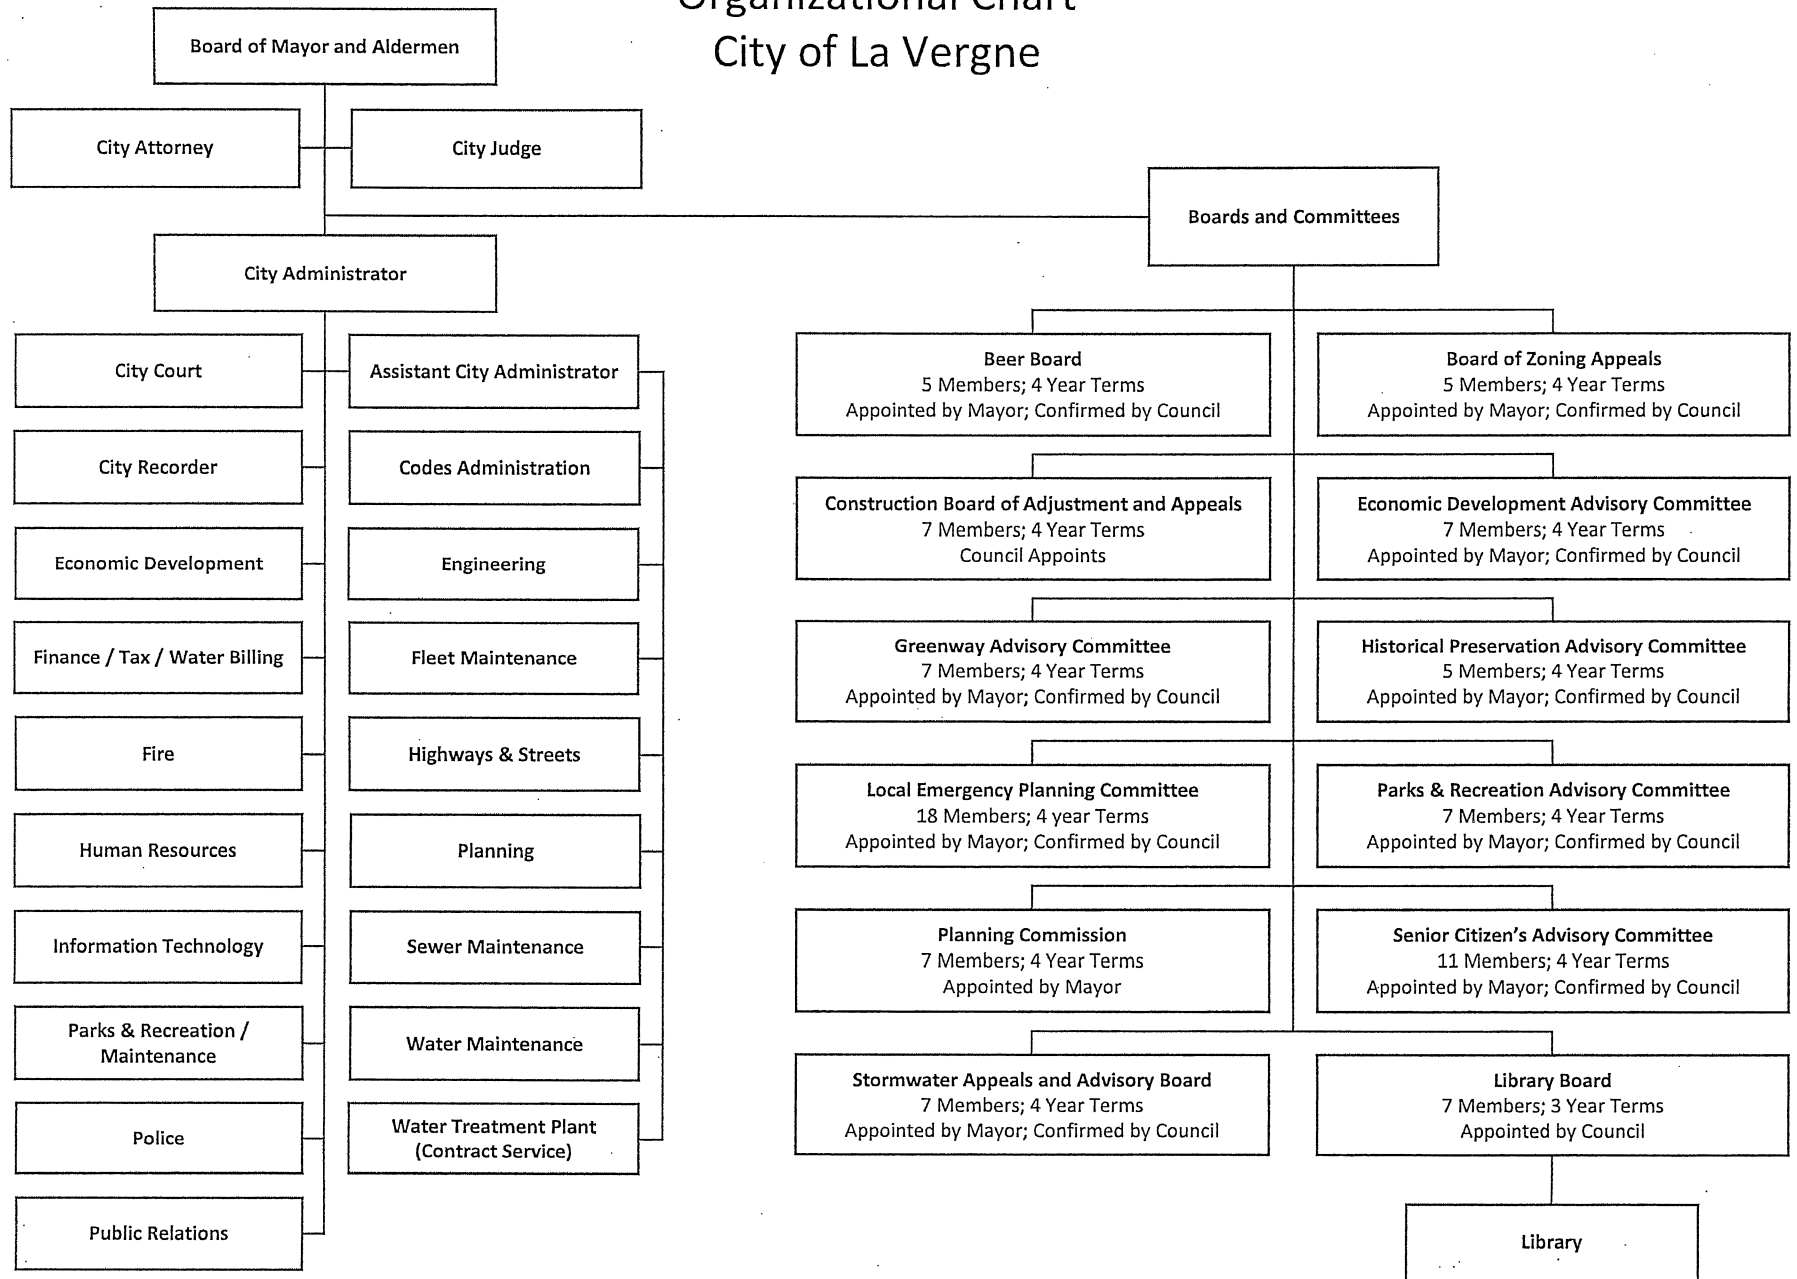 Organizational Chart
City of La Vergne
Board of Mayor and Aldermen
City Attorney
City Judge
Boards and Committees
City Administrator
City Court
City Recorder
Economic Development
Finance / Tax / Water Billing
Fire
Human Resources
Information Technology
Parks & Recreation /
Maintenance
Police
Public Relations
Assistant City Administrator
Codes Administration
Engineering
Fleet Maintenance
Highways & Streets
Planning
Sewer Maintenance
Water Maintenance
Water Treatment Plant
(Contract Service)
Beer Board
5 Members; 4 Year Terms
Appointed by Mayor; Confirmed by Council
Board of Zoning Appeals
5 Members; 4 Year Terms
Appointed by Mayor; Confirmed by Council
Construction Board of Adjustment and Appeals
7 Members; 4 Year Terms
Council Appoints
Economic Development Advisory Committee
7 Members; 4 Year Terms
Appointed by Mayor; Confirmed by Council
Greenway Advisory Committee
7 Members; 4 Year Terms
Appointed by Mayor; Confirmed by Council
Historical Preservation Advisory Committee
5 Members; 4 Year Terms
Appointed by Mayor; Confirmed by Council
Local Emergency Planning Committee
18 Members; 4 year Terms
Appointed by Mayor; Confirmed by Council
Parks & Recreation Advisory Committee
7 Members; 4 Year Terms
Appointed by Mayor; Confirmed by Council
Planning Commission
7 Members; 4 Year Terms
Appointed by Mayor
Senior Citizen’s Advisory Committee
11 Members; 4 Year Terms
Appointed by Mayor; Confirmed by Council
Stormwater Appeals and Advisory Board
7 Members; 4 Year Terms
Appointed by Mayor; Confirmed by Council
Library Board
7 Members; 3 Year Terms
Appointed by Council
Library